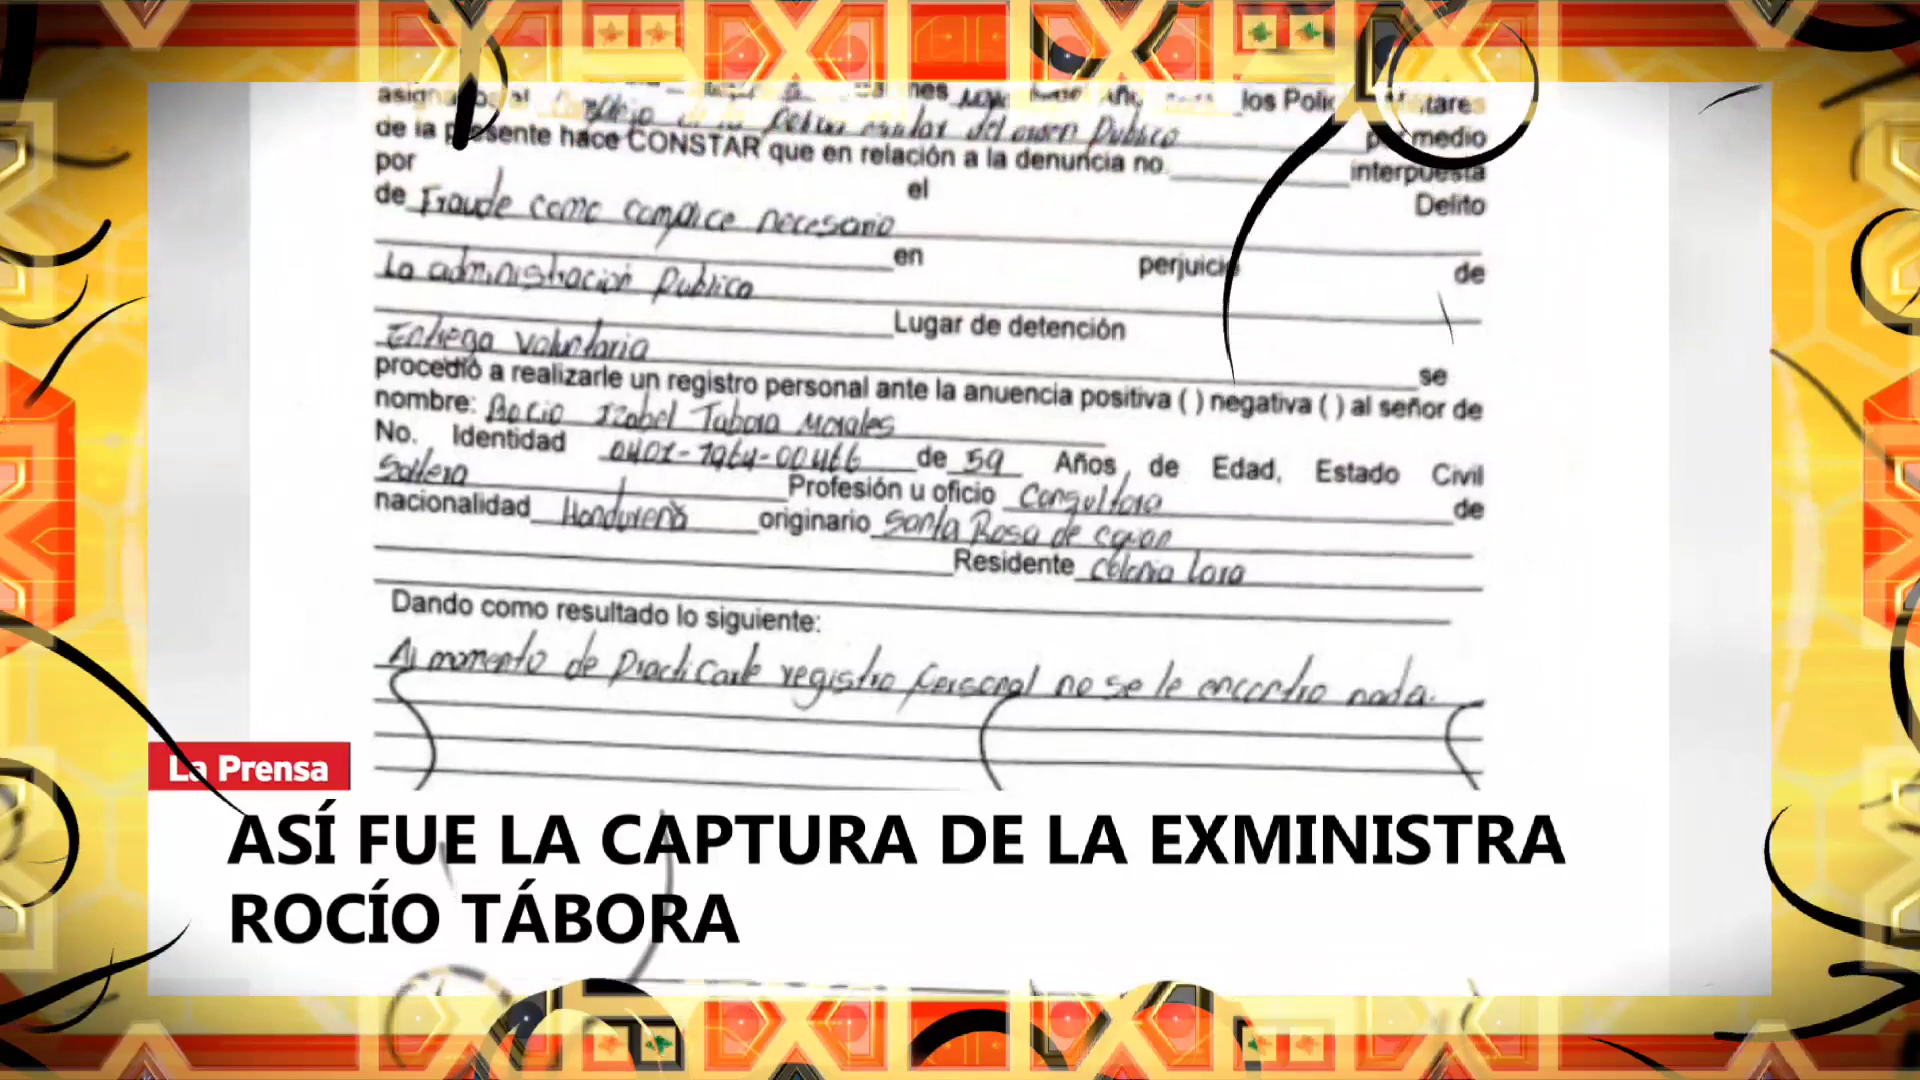 los
de la presente hace CONSTAR que en relación a la denuncia no. por medio
por el interpuesta
de Fraude como complice necesario Delito
en perjuicio de
La administración Publica
Lugar de detención
Entrega voluntaria se
procedió a realizarle un registro personal ante la anuencia positiva ( ) negativa ( ) al señor de
nombre: Rocio Izabel Tabora Morales
No. Identidad de 59 Años, de Edad, Estado Civil
Soltera Profesión u oficio Consultora de
nacionalidad Hondureña originario Santa Rosa de copan
Residente Colonia Lara
Dando como resultado lo siguiente:
Al momento de Practicarle registro Personal no se le encontro nada.
La Prensa
ASÍ FUE LA CAPTURA DE LA EXMINISTRA
ROCÍO TÁBORA